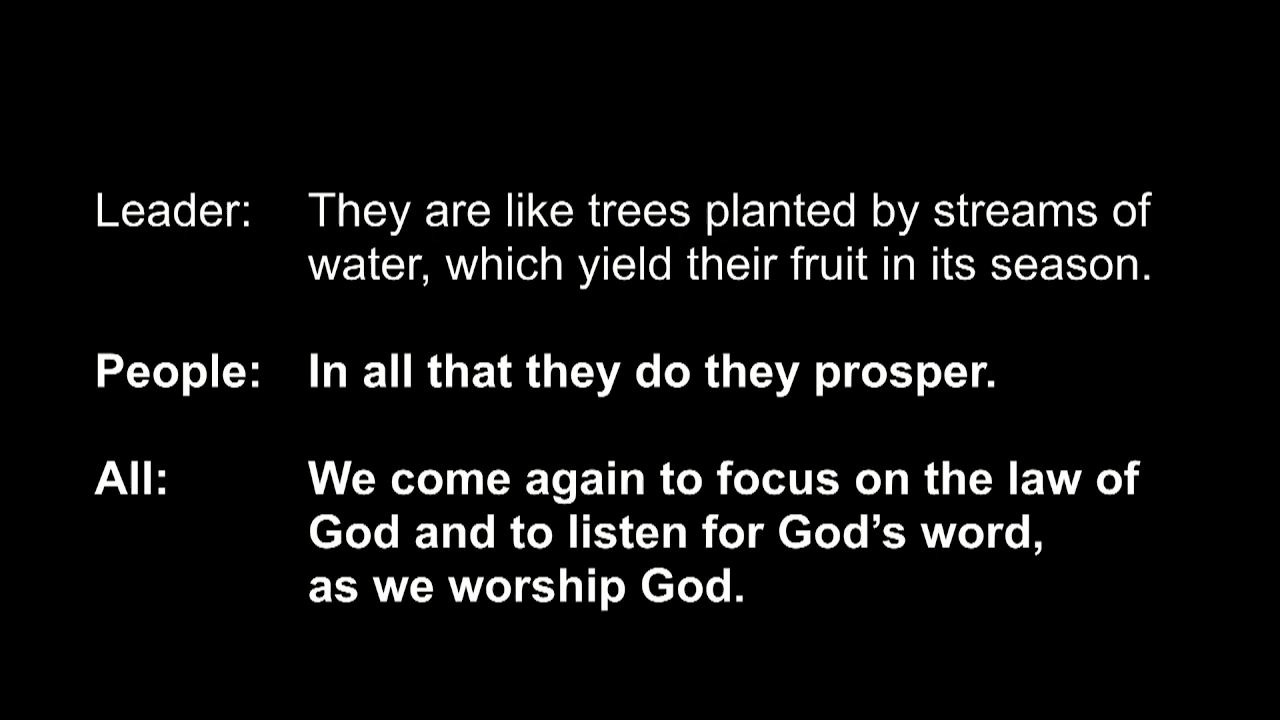 Leader: They are like trees planted by streams of
water, which yield their fruit in its season.
People: In all that they do they prosper.
All: We come again to focus on the law of
God and to listen for God’s word,
as we worship God.